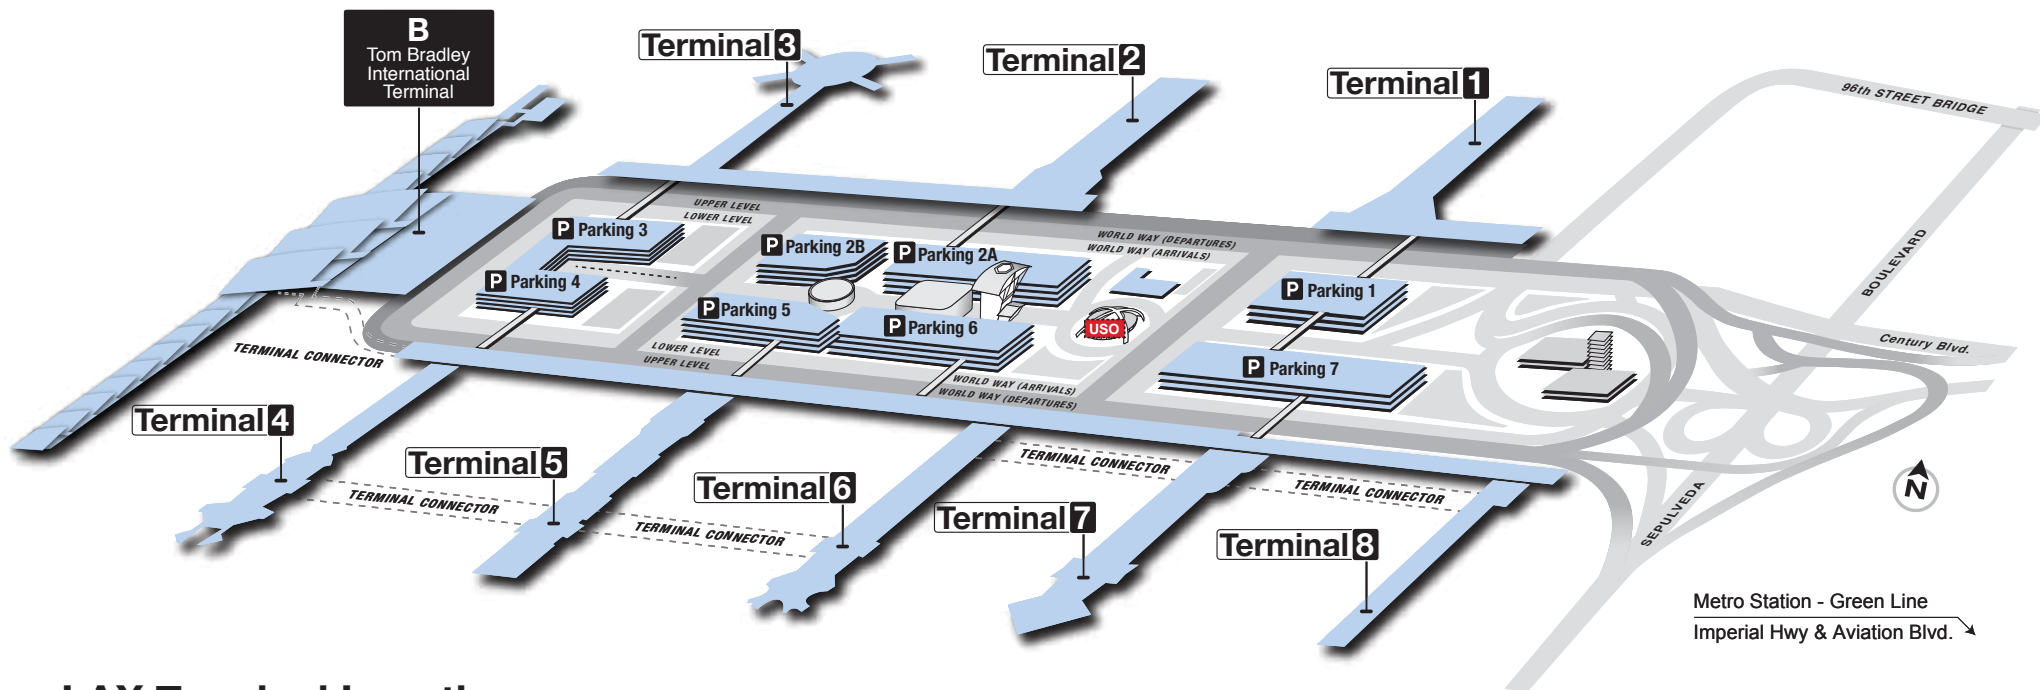 B
Tom Bradley
International
Terminal
Terminal 3
Terminal 2
Terminal 1
96th STREET BRIDGE
UPPER LEVEL
LOWER LEVEL
WORLD WAY (DEPARTURES)
WORLD WAY (ARRIVALS)
P Parking 3
P Parking 2B
P Parking 2A
P Parking 4
P Parking 1
P Parking 5
P Parking 6
USO
P Parking 7
BOULEVARD
Century Blvd.
TERMINAL CONNECTOR
LOWER LEVEL
UPPER LEVEL
WORLD WAY (ARRIVALS)
WORLD WAY (DEPARTURES)
Terminal 4
Terminal 5
Terminal 6
Terminal 7
Terminal 8
TERMINAL CONNECTOR
TERMINAL CONNECTOR
TERMINAL CONNECTOR
TERMINAL CONNECTOR
SEPULVEDA
N
Metro Station - Green Line
Imperial Hwy & Aviation Blvd.